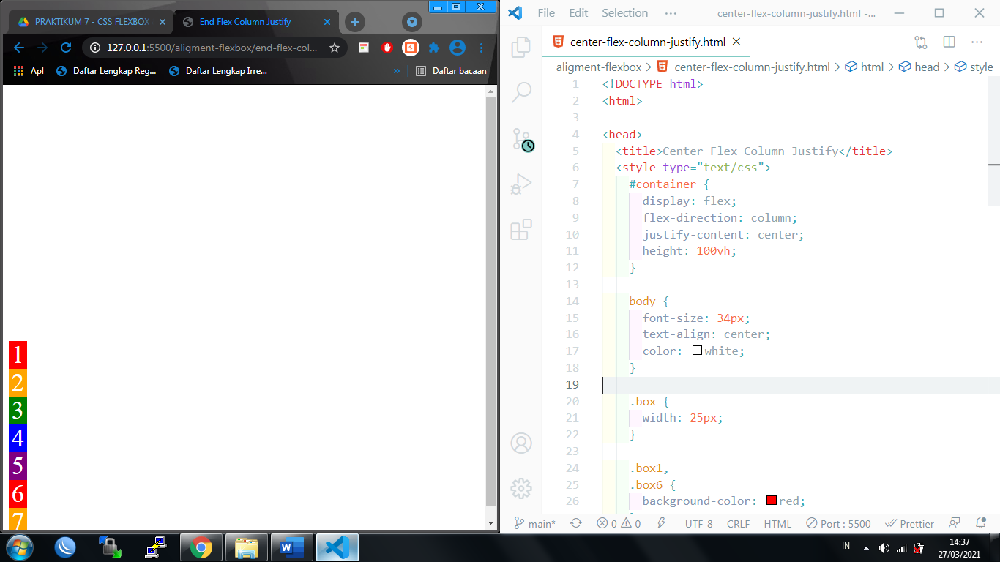 PRAKTIKUM 7 - CSS FLEXBOX
End Flex Column Justify
127.0.0.1:5500/aligment-flexbox/end-flex-col...
Apl
Daftar Lengkap Reg...
Daftar Lengkap Irre...
»
Daftar bacaan
1
2
3
4
5
6
7
File Edit Selection ···
center-flex-column-justify.html -...
center-flex-column-justify.html
aligment-flexbox > center-flex-column-justify.html > html > head > style
1 <!DOCTYPE html>
2 <html>
3
4 <head>
5 <title>Center Flex Column Justify</title>
6 <style type="text/css">
7 #container {
8 display: flex;
9 flex-direction: column;
10 justify-content: center;
11 height: 100vh;
12 }
13
14 body {
15 font-size: 34px;
16 text-align: center;
17 color: white;
18 }
19
20 .box {
21 width: 25px;
22 }
23
24 .box1,
25 .box6 {
26 background-color: red;
main* 0 0 UTF-8 CRLF HTML Port : 5500 Prettier
IN
14:37
27/03/2021